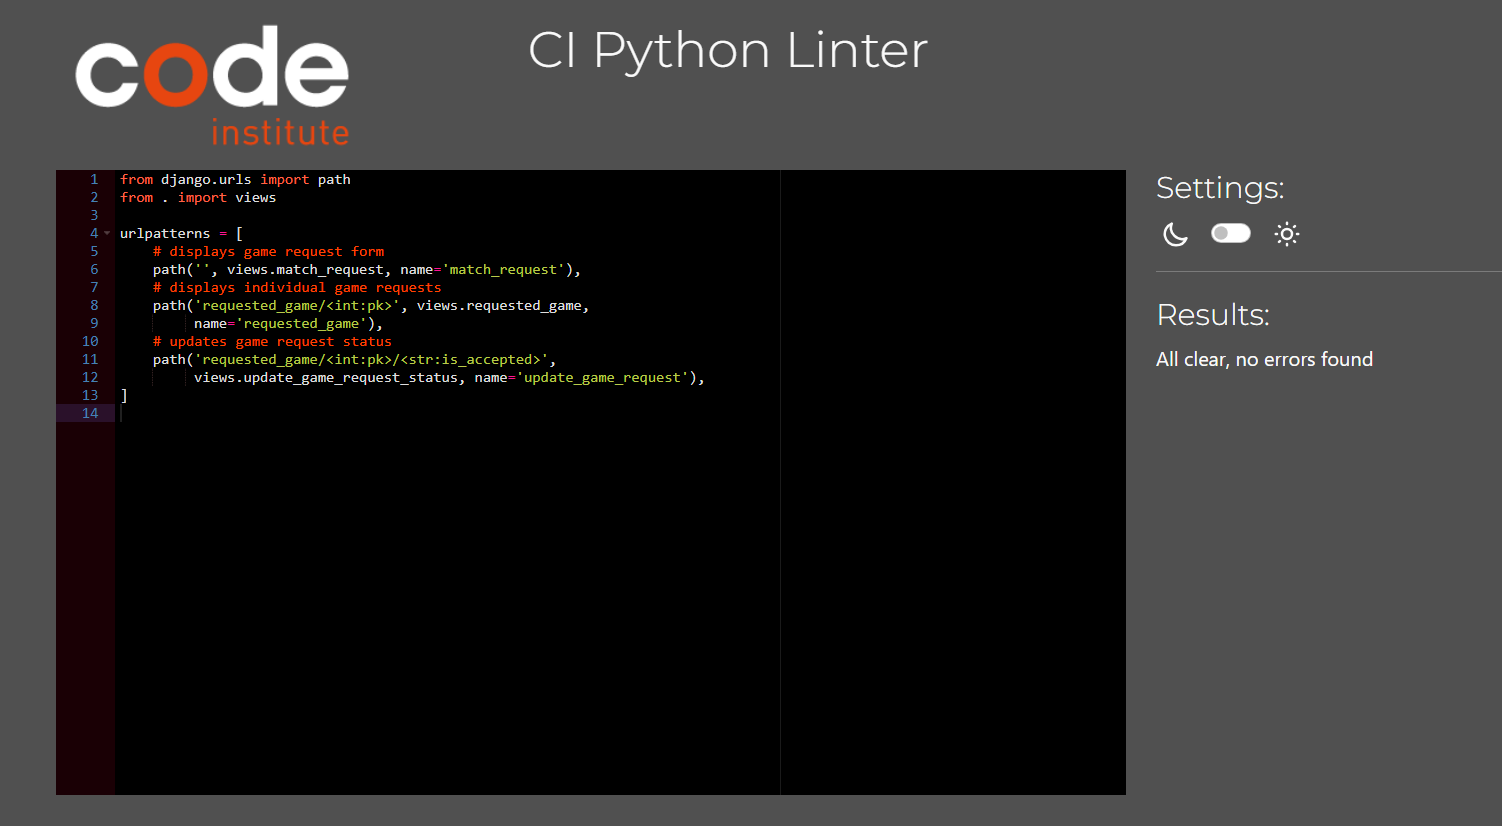 code
institute
CI Python Linter
1 from django.urls import path
2 from . import views
3
4 urlpatterns = [
5     # displays game request form
6     path('', views.match_request, name='match_request'),
7     # displays individual game requests
8     path('requested_game/<int:pk>', views.requested_game,
9          name='requested_game'),
10     # updates game request status
11     path('requested_game/<int:pk>/<str:is_accepted>',
12          views.update_game_request_status, name='update_game_request'),
13 ]
14
Settings:
Results:
All clear, no errors found